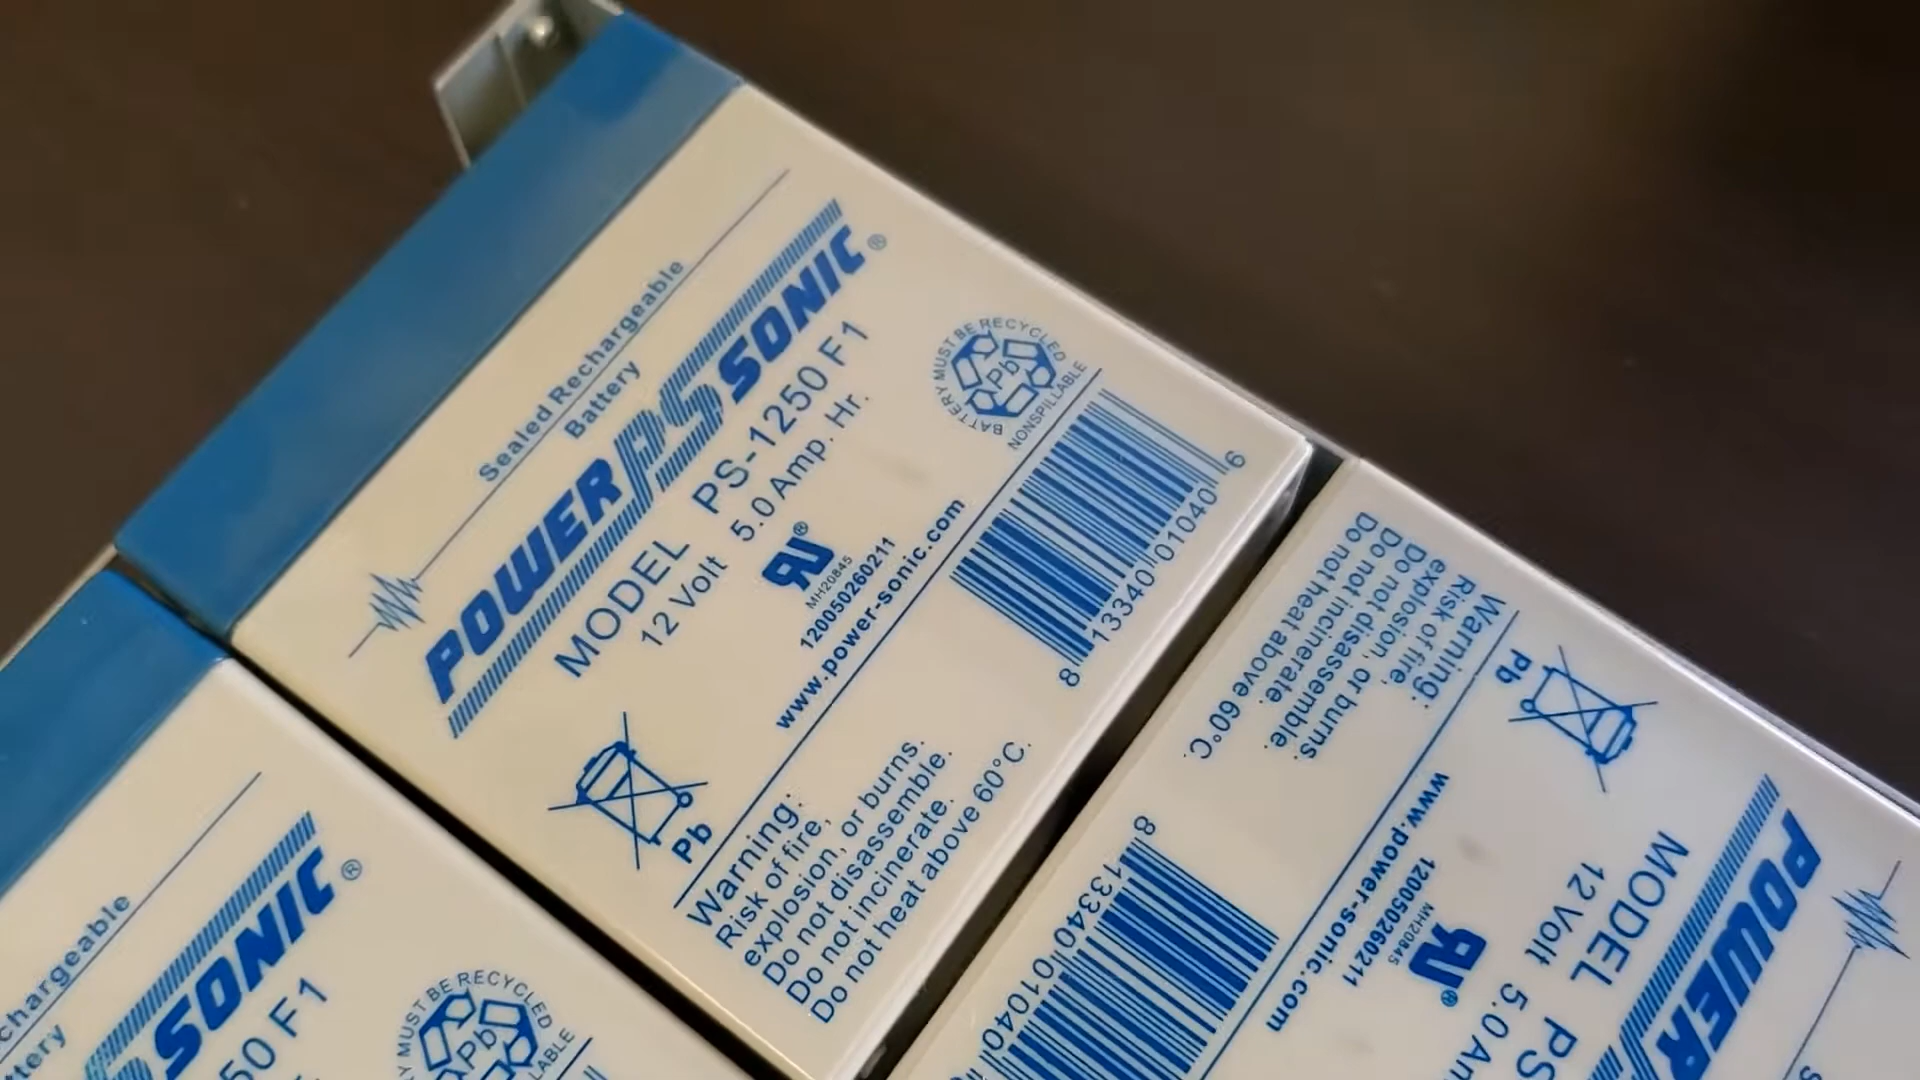 Sealed Rechargeable
Battery
POWER PS SONIC®
MODEL PS-1250 F1
12 Volt 5.0 Amp. Hr.
BATTERY MUST BE RECYCLED
Pb
NONSPILLABLE
MH20845
120050260211
www.power-sonic.com
8 13340 01040 6
Pb
Warning:
Risk of fire,
explosion, or burns.
Do not disassemble.
Do not incinerate.
Do not heat above 60°C.
chargeable
ttery
SONIC®
50 F1
MUST BE RECYCLED
Pb
LABLE
POWER
MODEL PS
12 Volt 5.0 Am
MH20845
120050260211
www.power-sonic.com
8 13340 01040
Pb
Warning:
Risk of fire,
explosion, or burns.
Do not disassemble.
Do not incinerate.
Do not heat above 60°C.